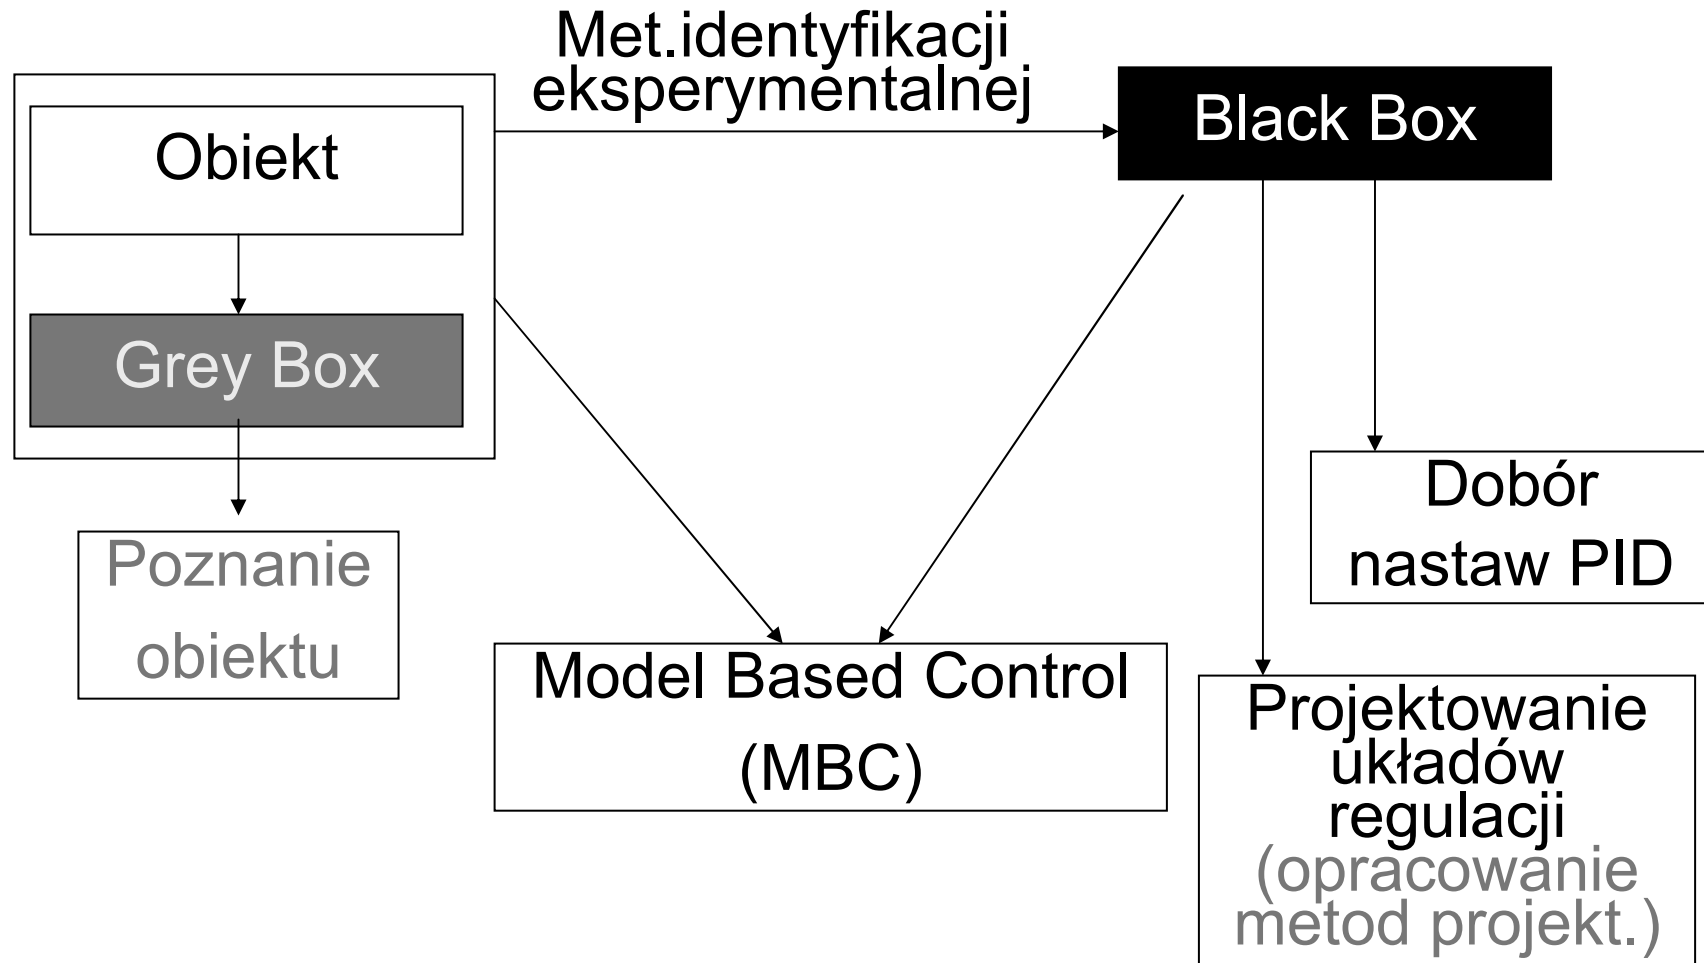 Met.identyfikacji
eksperymentalnej
Black Box
Obiekt
Grey Box
Poznanie
obiektu
Model Based Control
(MBC)
Dobór
nastaw PID
Projektowanie
układów
regulacji
(opracowanie
metod projekt.)